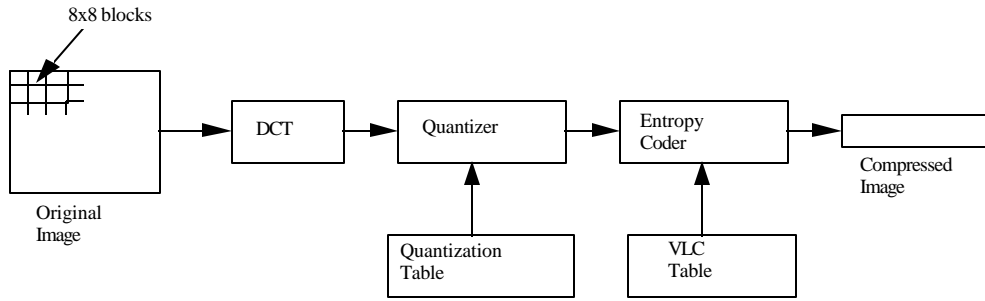 8x8 blocks
DCT
Quantizer
Entropy
Coder
Compressed
Image
Original
Image
Quantization
Table
VLC
Table